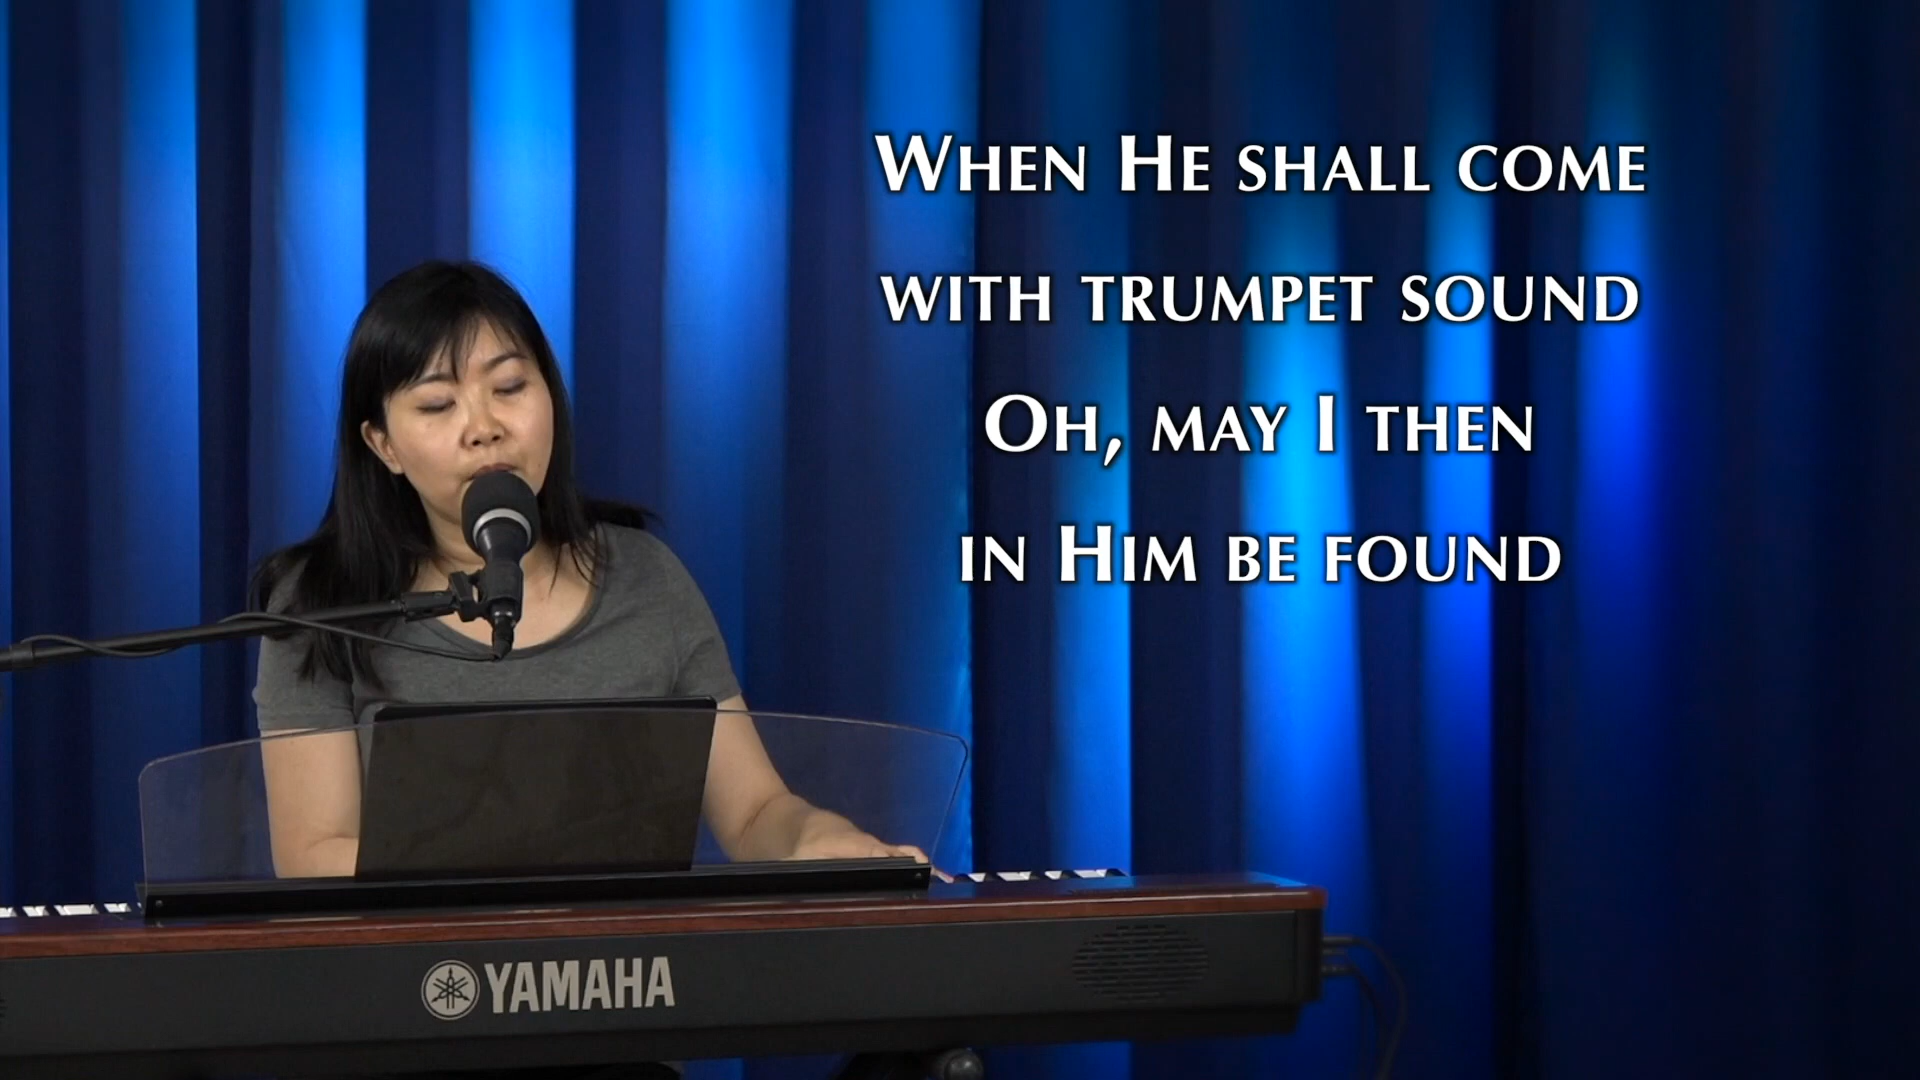 When He shall come
with trumpet sound
Oh, may I then
in Him be found
YAMAHA